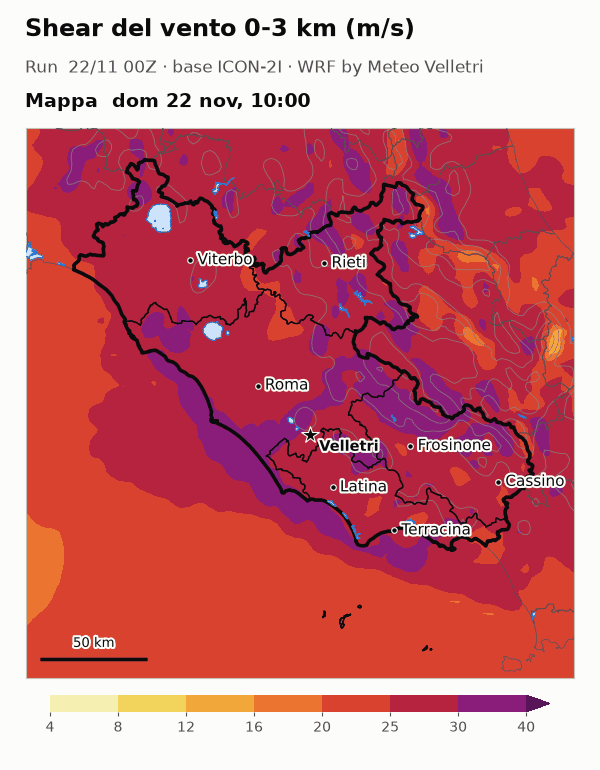 Shear del vento 0-3 km (m/s)
Run  22/11 00Z · base ICON-2I · WRF by Meteo Velletri
Mappa  dom 22 nov, 10:00
Viterbo
Rieti
Roma
Velletri
Frosinone
Latina
Cassino
Terracina
50 km
4 8 12 16 20 25 30 40